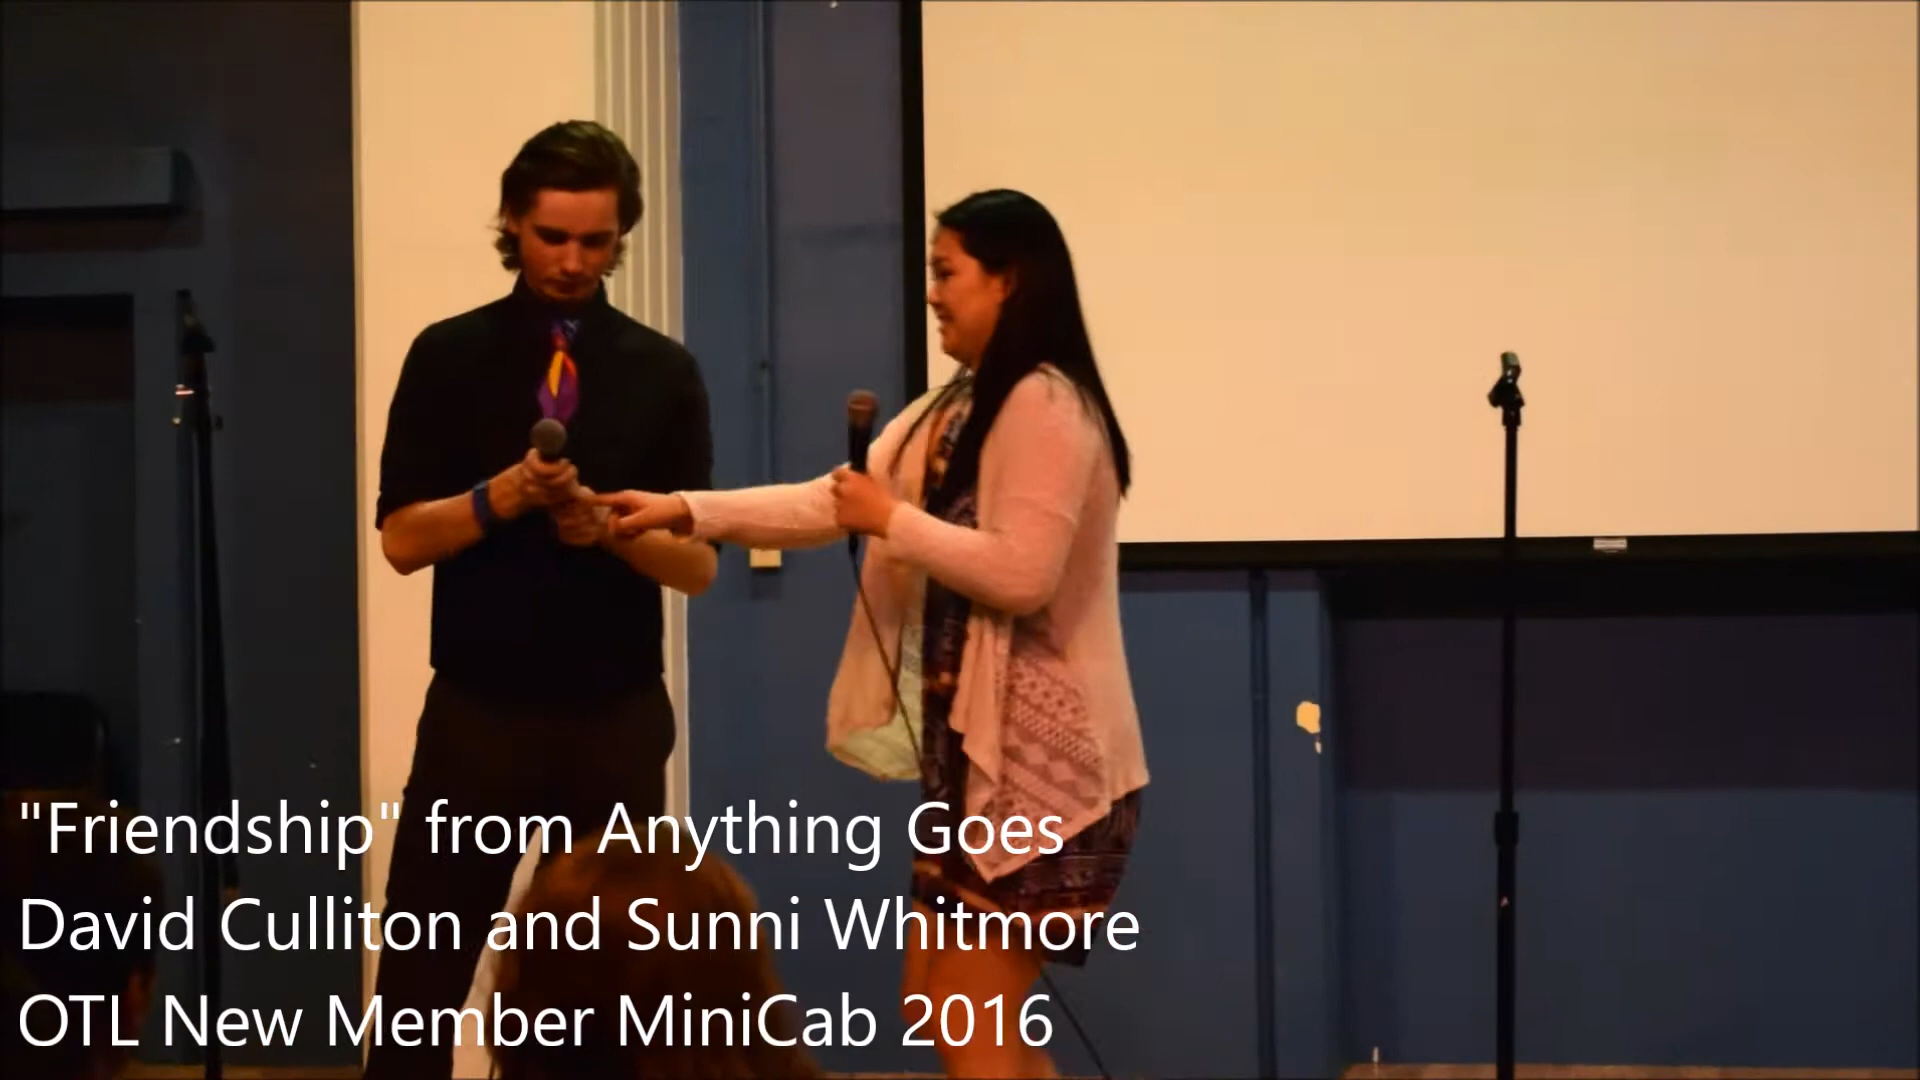 "Friendship" from Anything Goes
David Culliton and Sunni Whitmore
OTL New Member MiniCab 2016